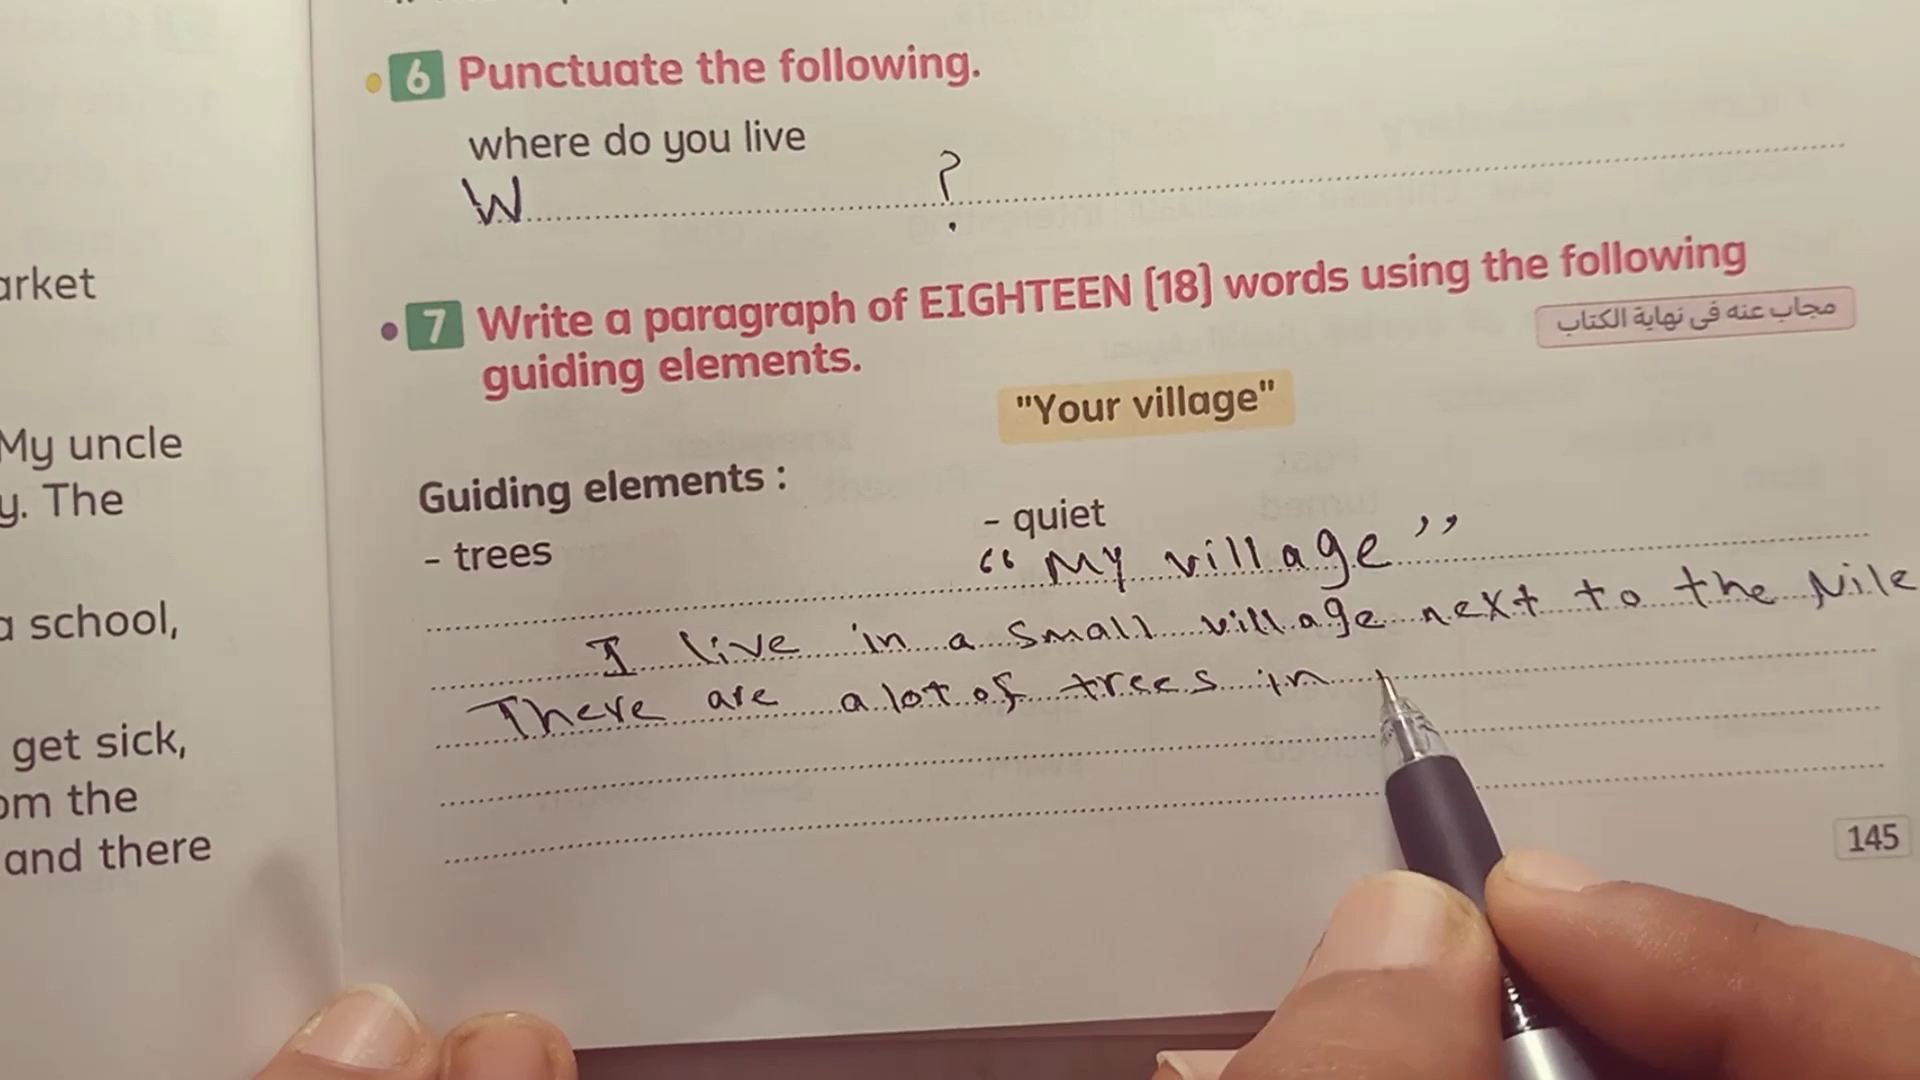 arket
My uncle
y. The
a school,
get sick,
om the
and there
6 Punctuate the following.
where do you live
W ?
7 Write a paragraph of EIGHTEEN [18] words using the following
guiding elements.
مجاب عنه فى نهاية الكتاب
"Your village"
Guiding elements :
- trees
- quiet
“ My village ”
I live in a small village next to the Nile
There are a lot of trees in
145